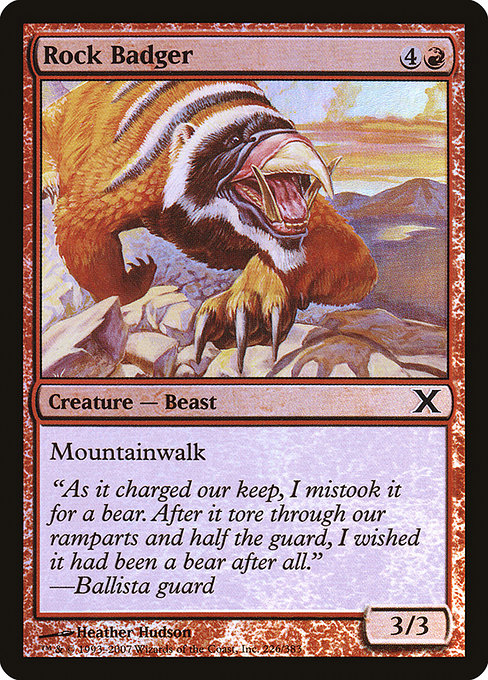 Rock Badger 4
Creature — Beast X
Mountainwalk
“As it charged our keep, I mistook it
for a bear. After it tore through our
ramparts and half the guard, I wished
it had been a bear after all.”
—Ballista guard
3/3
Heather Hudson
™ & © 1993-2007 Wizards of the Coast, Inc. 226/383